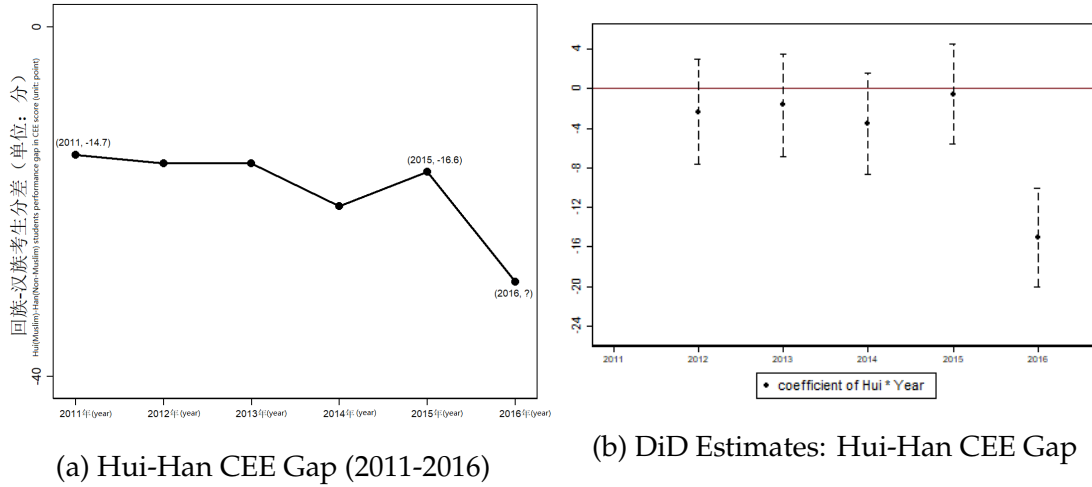 0
-40
回族-汉族考生分差（单位：分）
Hui(Muslim)-Han(Non-Muslim) students performance gap in CEE score (unit: point)
(2011, -14.7)
(2015, -16.6)
(2016, ?)
2011年(year)
2012年(year)
2013年(year)
2014年(year)
2015年(year)
2016年(year)
(a) Hui-Han CEE Gap (2011-2016)
4
0
-4
-8
-12
-16
-20
-24
2011
2012
2013
2014
2015
2016
coefficient of Hui * Year
(b) DiD Estimates: Hui-Han CEE Gap